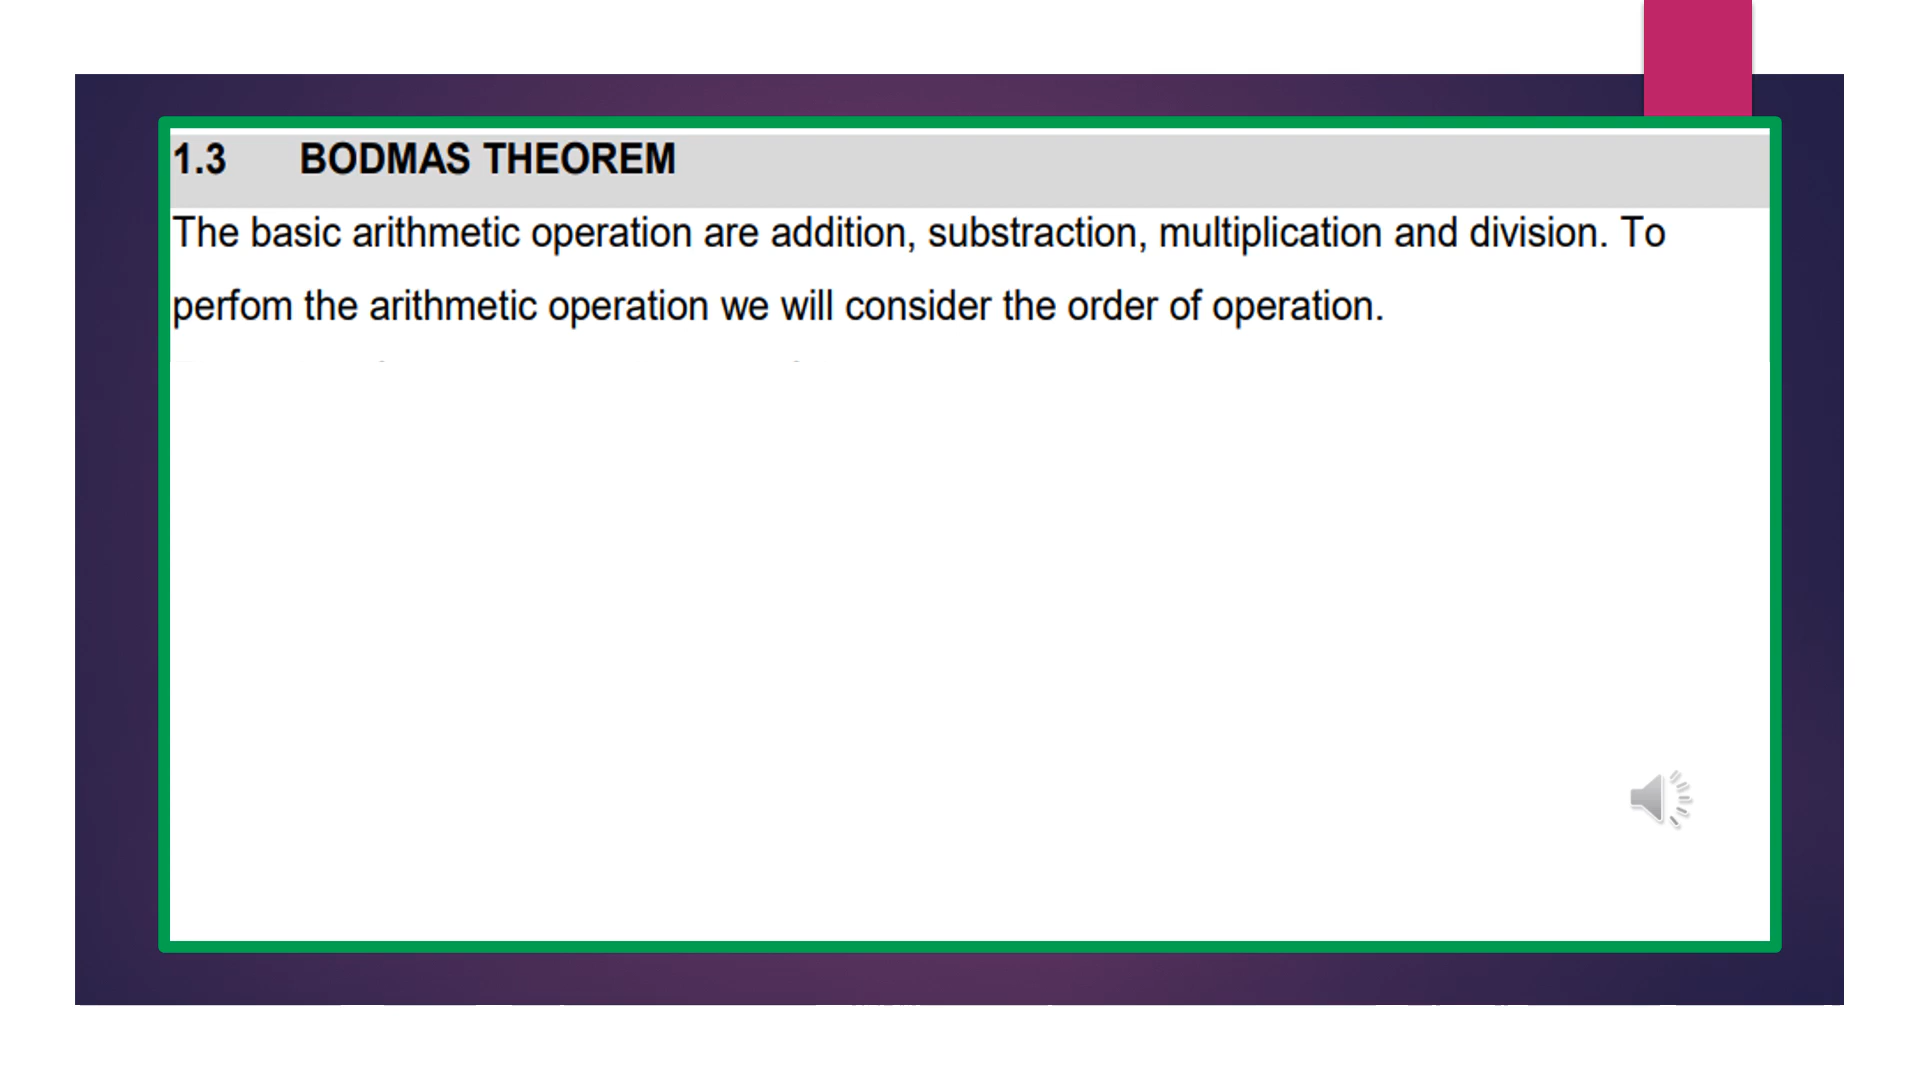 1.3 BODMAS THEOREM
The basic arithmetic operation are addition, substraction, multiplication and division. To
perfom the arithmetic operation we will consider the order of operation.